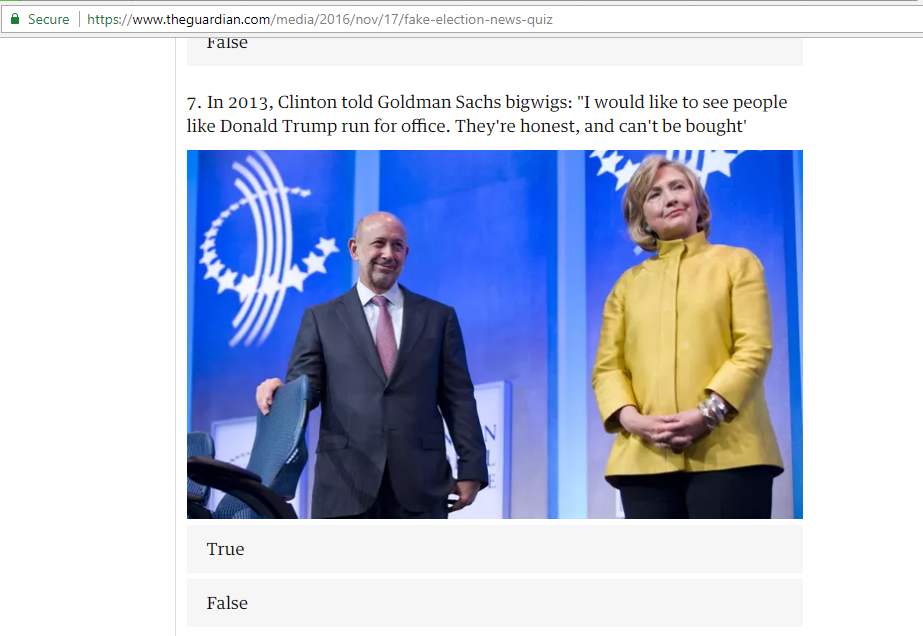 Secure https://www.theguardian.com/media/2016/nov/17/fake-election-news-quiz
False
7. In 2013, Clinton told Goldman Sachs bigwigs: "I would like to see people
like Donald Trump run for office. They're honest, and can't be bought'
True
False